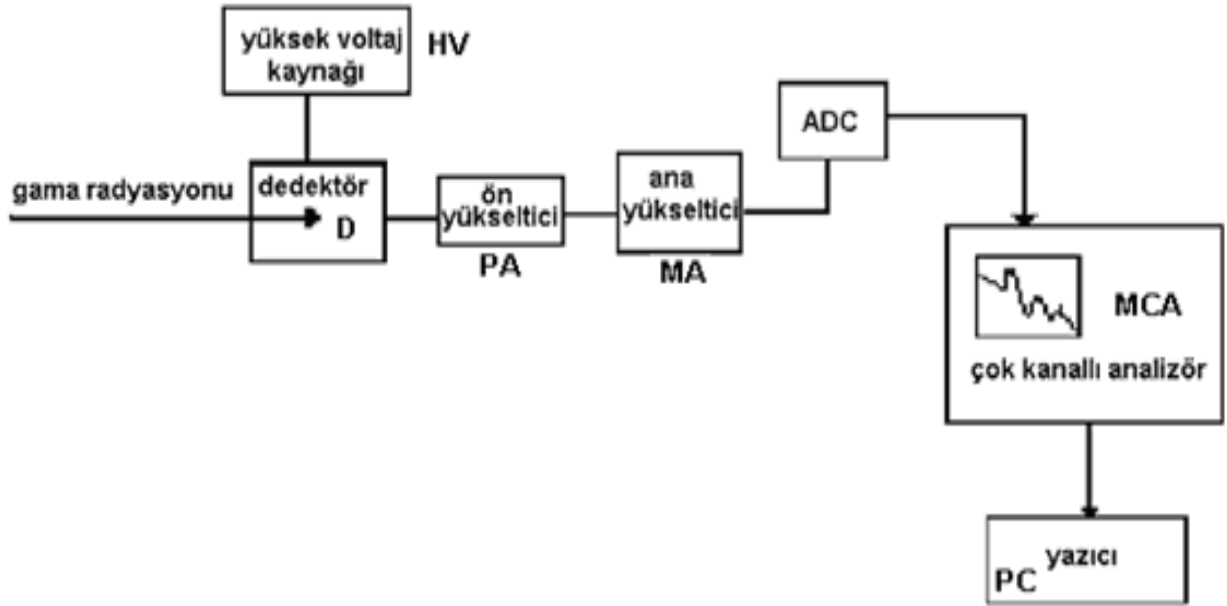 yüksek voltaj
kaynağı
HV
gama radyasyonu
dedektör
D
ön
yükseltici
PA
ana
yükseltici
MA
ADC
MCA
çok kanallı analizör
yazıcı
PC